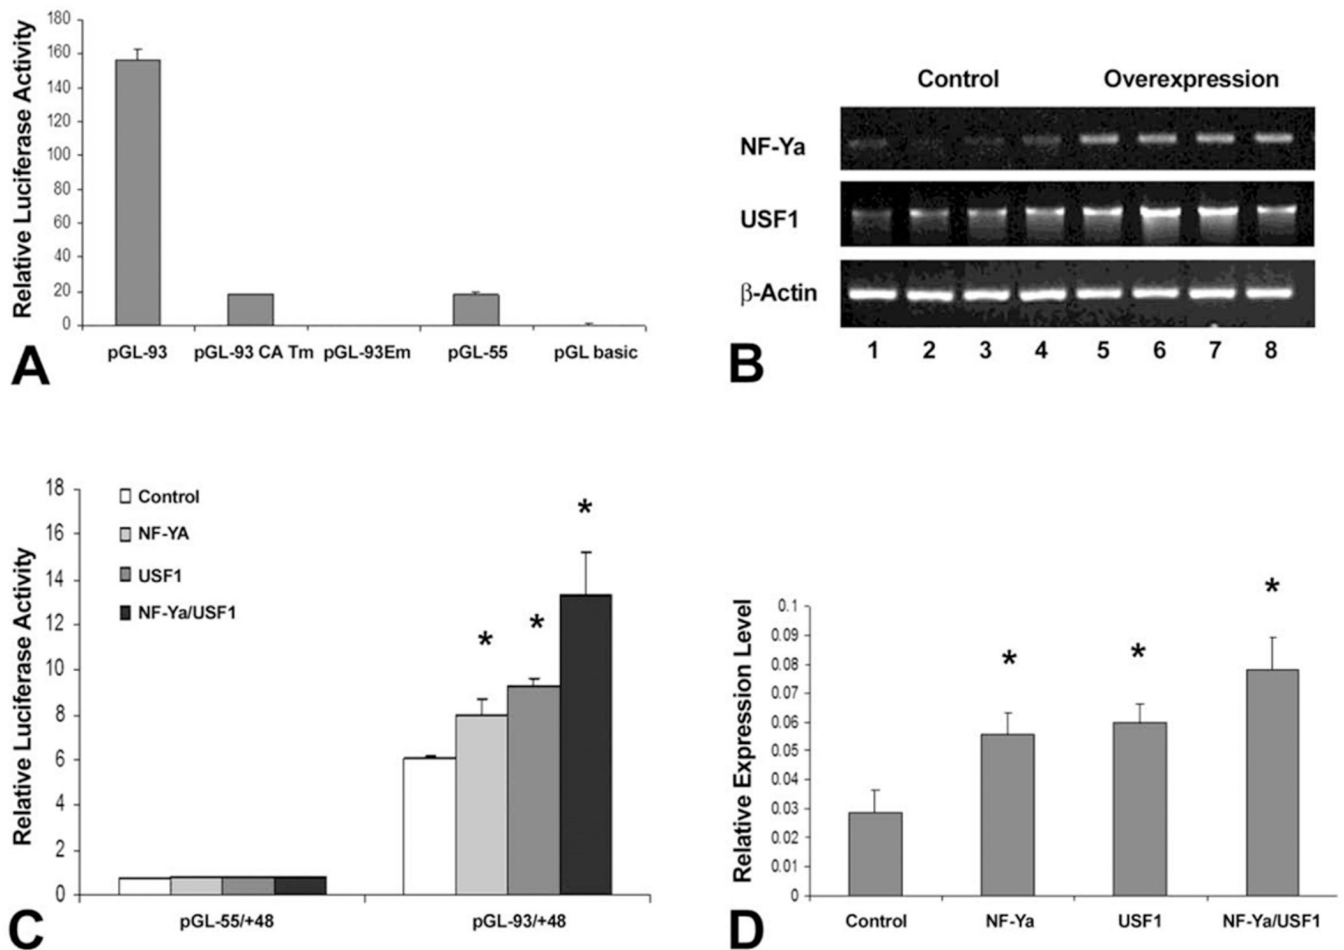 Relative Luciferase Activity
180
160
140
120
100
80
60
40
20
0
pGL-93 pGL-93 CA Tm pGL-93Em pGL-55 pGL basic
A
Control Overexpression
NF-Ya
USF1
β-Actin
1 2 3 4 5 6 7 8
B
Relative Luciferase Activity
18
16
14
12
10
8
6
4
2
0
Control
NF-YA
USF1
NF-Ya/USF1
* * *
pGL-55/+48 pGL-93/+48
C
Relative Expression Level
0.1
0.09
0.08
0.07
0.06
0.05
0.04
0.03
0.02
0.01
0
* * *
Control NF-Ya USF1 NF-Ya/USF1
D